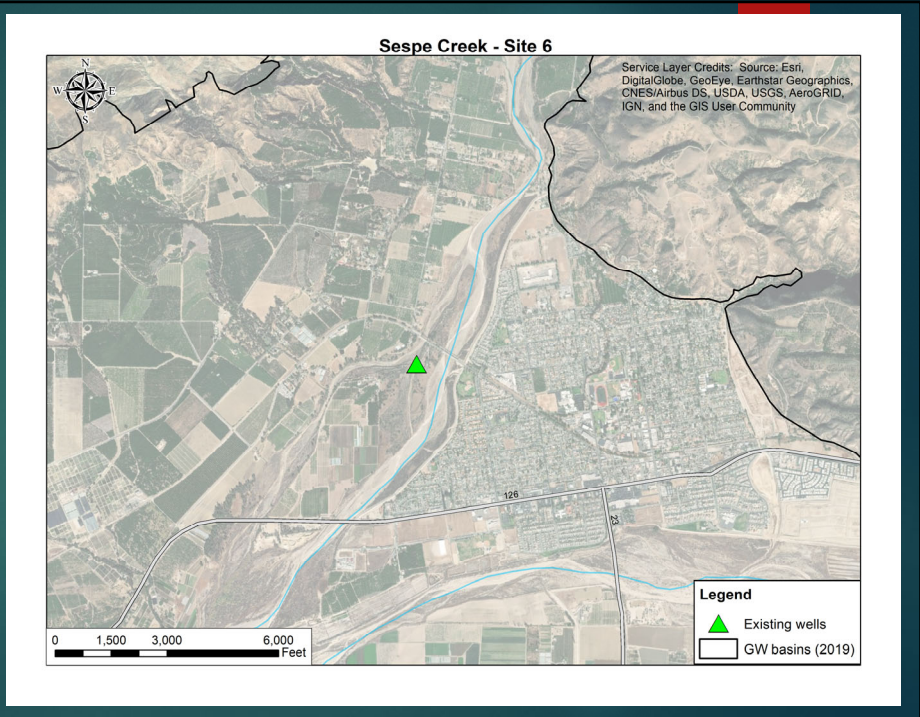 Sespe Creek - Site 6
Service Layer Credits: Source: Esri,
DigitalGlobe, GeoEye, Earthstar Geographics,
CNES/Airbus DS, USDA, USGS, AeroGRID,
IGN, and the GIS User Community
N
W E
S
126
23
Legend
Existing wells
GW basins (2019)
0 1,500 3,000 6,000
Feet